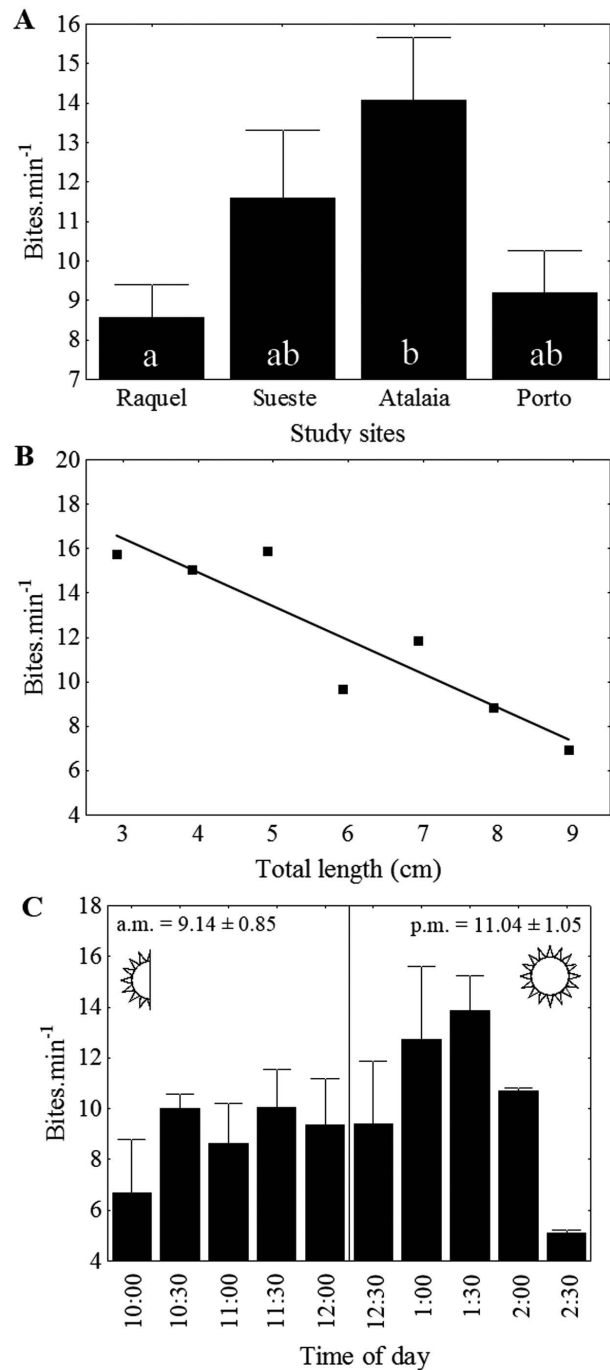 A
16
15
14
13
12
11
10
9
8
7
Bites.min⁻¹
a ab b ab
Raquel Sueste Atalaia Porto
Study sites
B
20
18
16
14
12
10
8
6
4
Bites.min⁻¹
3 4 5 6 7 8 9
Total length (cm)
C
18
16
14
12
10
8
6
4
Bites.min⁻¹
a.m. = 9.14 ± 0.85
p.m. = 11.04 ± 1.05
10:00 10:30 11:00 11:30 12:00 12:30 1:00 1:30 2:00 2:30
Time of day